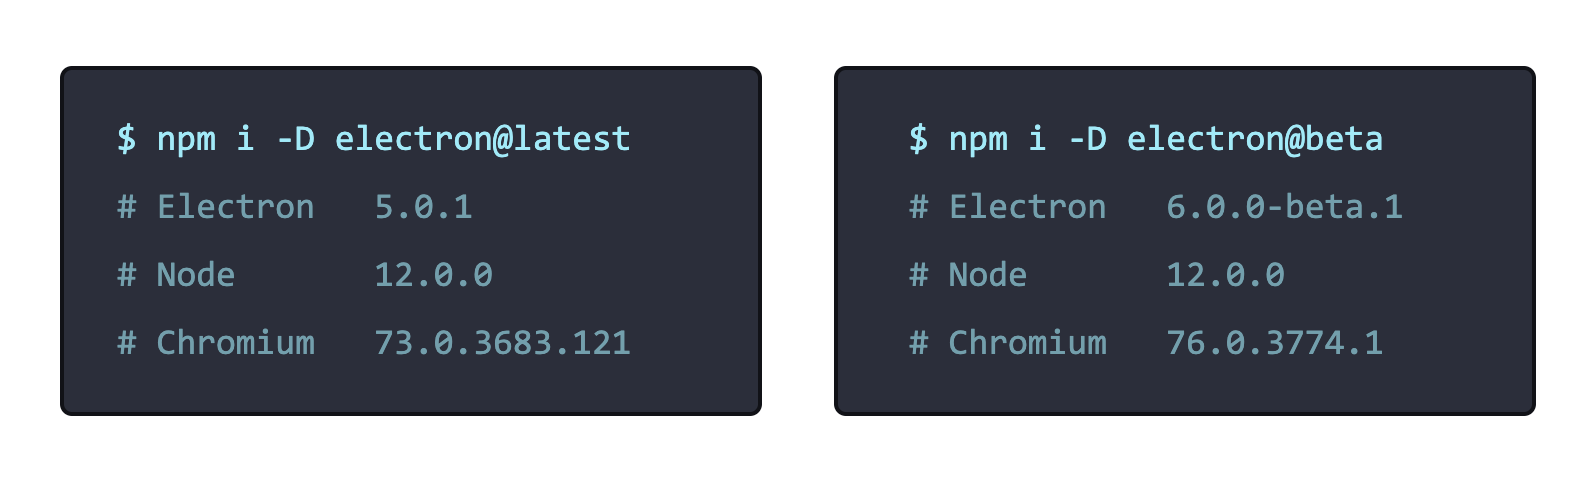 $ npm i -D electron@latest
# Electron   5.0.1
# Node       12.0.0
# Chromium   73.0.3683.121
$ npm i -D electron@beta
# Electron   6.0.0-beta.1
# Node       12.0.0
# Chromium   76.0.3774.1